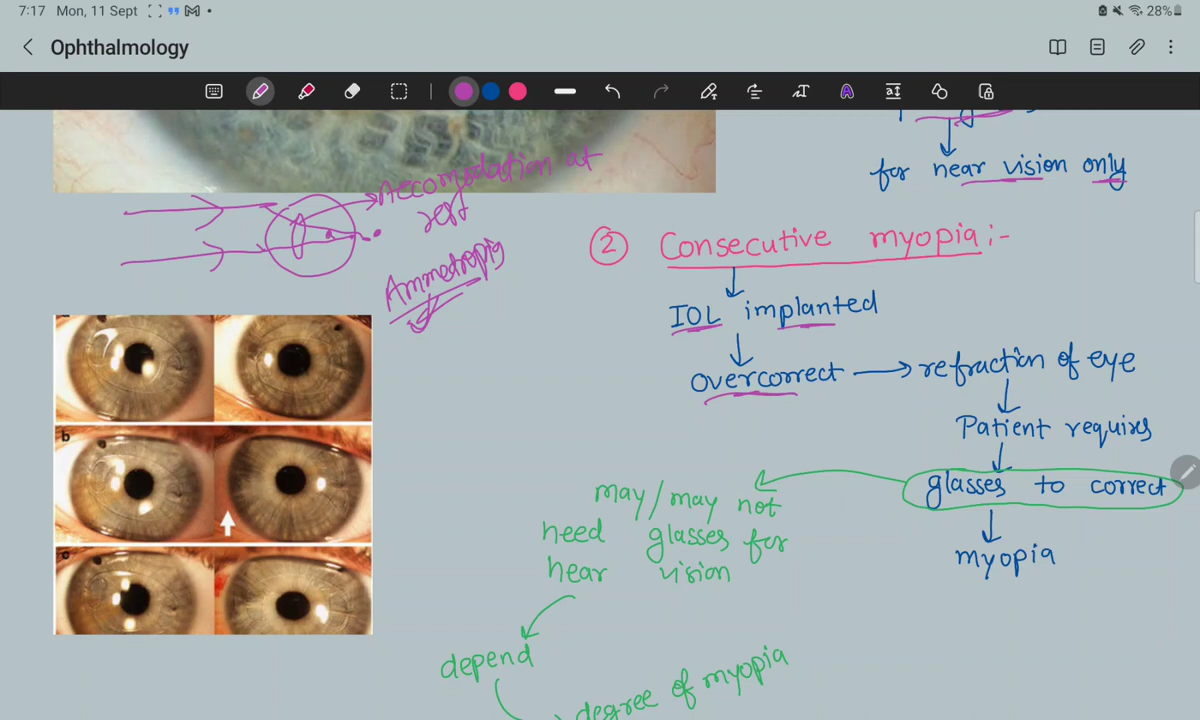 7:17 Mon, 11 Sept
28%
Ophthalmology
for near vision only
Accomodation at
rest
Ammetropia
② Consecutive myopia :-
IOL implanted
overcorrect → refraction of eye
Patient requires
glasses to correct
myopia
may/may not
need glasses for
near vision
depend
degree of myopia
b
c